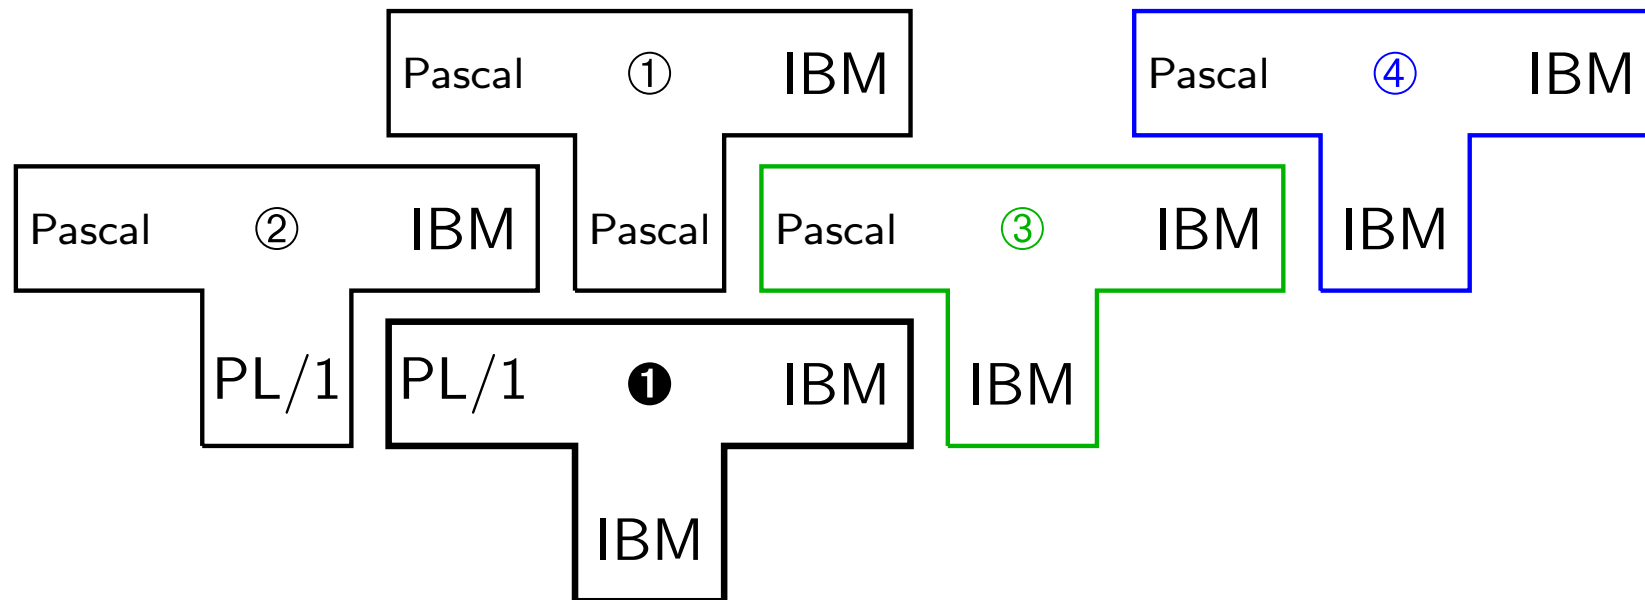 Pascal ① IBM Pascal ④ IBM
Pascal ② IBM Pascal Pascal ③ IBM IBM
PL/1 PL/1 ❶ IBM IBM
IBM